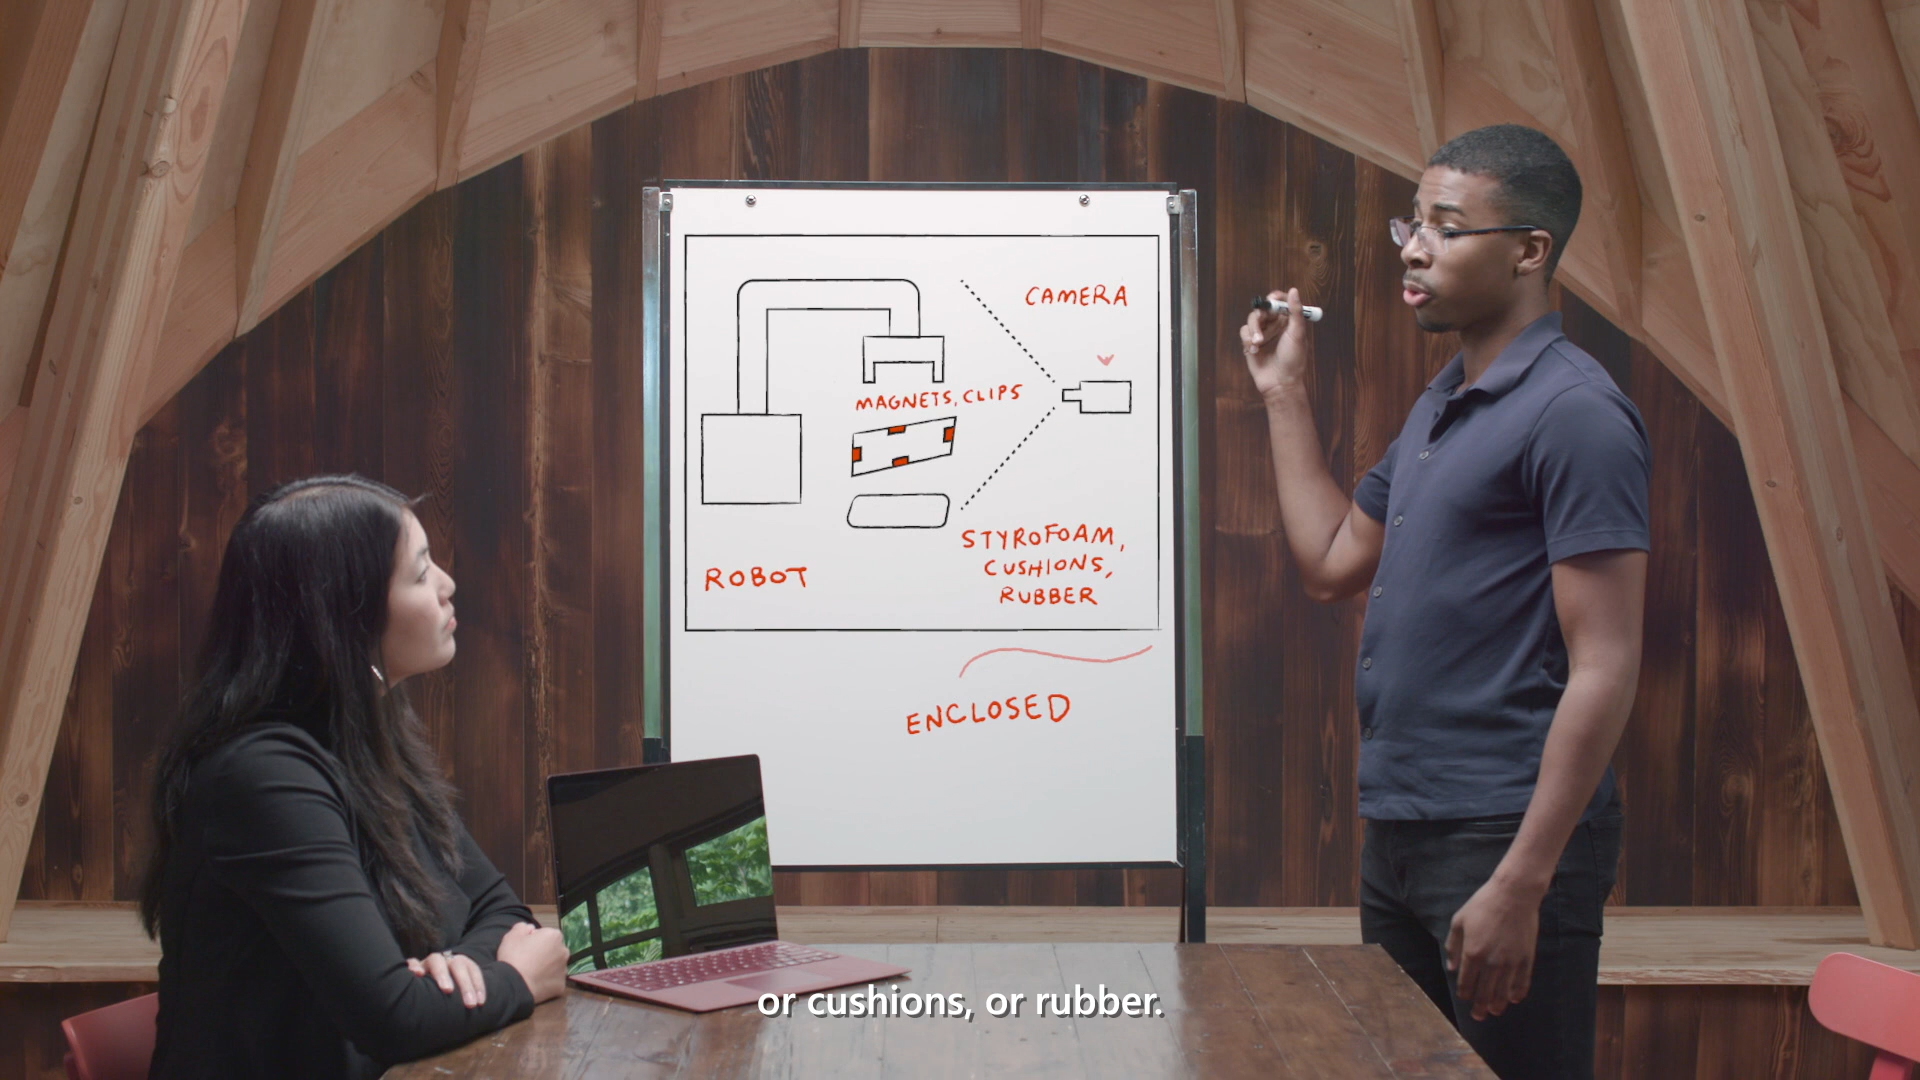 CAMERA
MAGNETS, CLIPS
STYROFOAM,
CUSHIONS,
RUBBER
ROBOT
ENCLOSED
or cushions, or rubber.